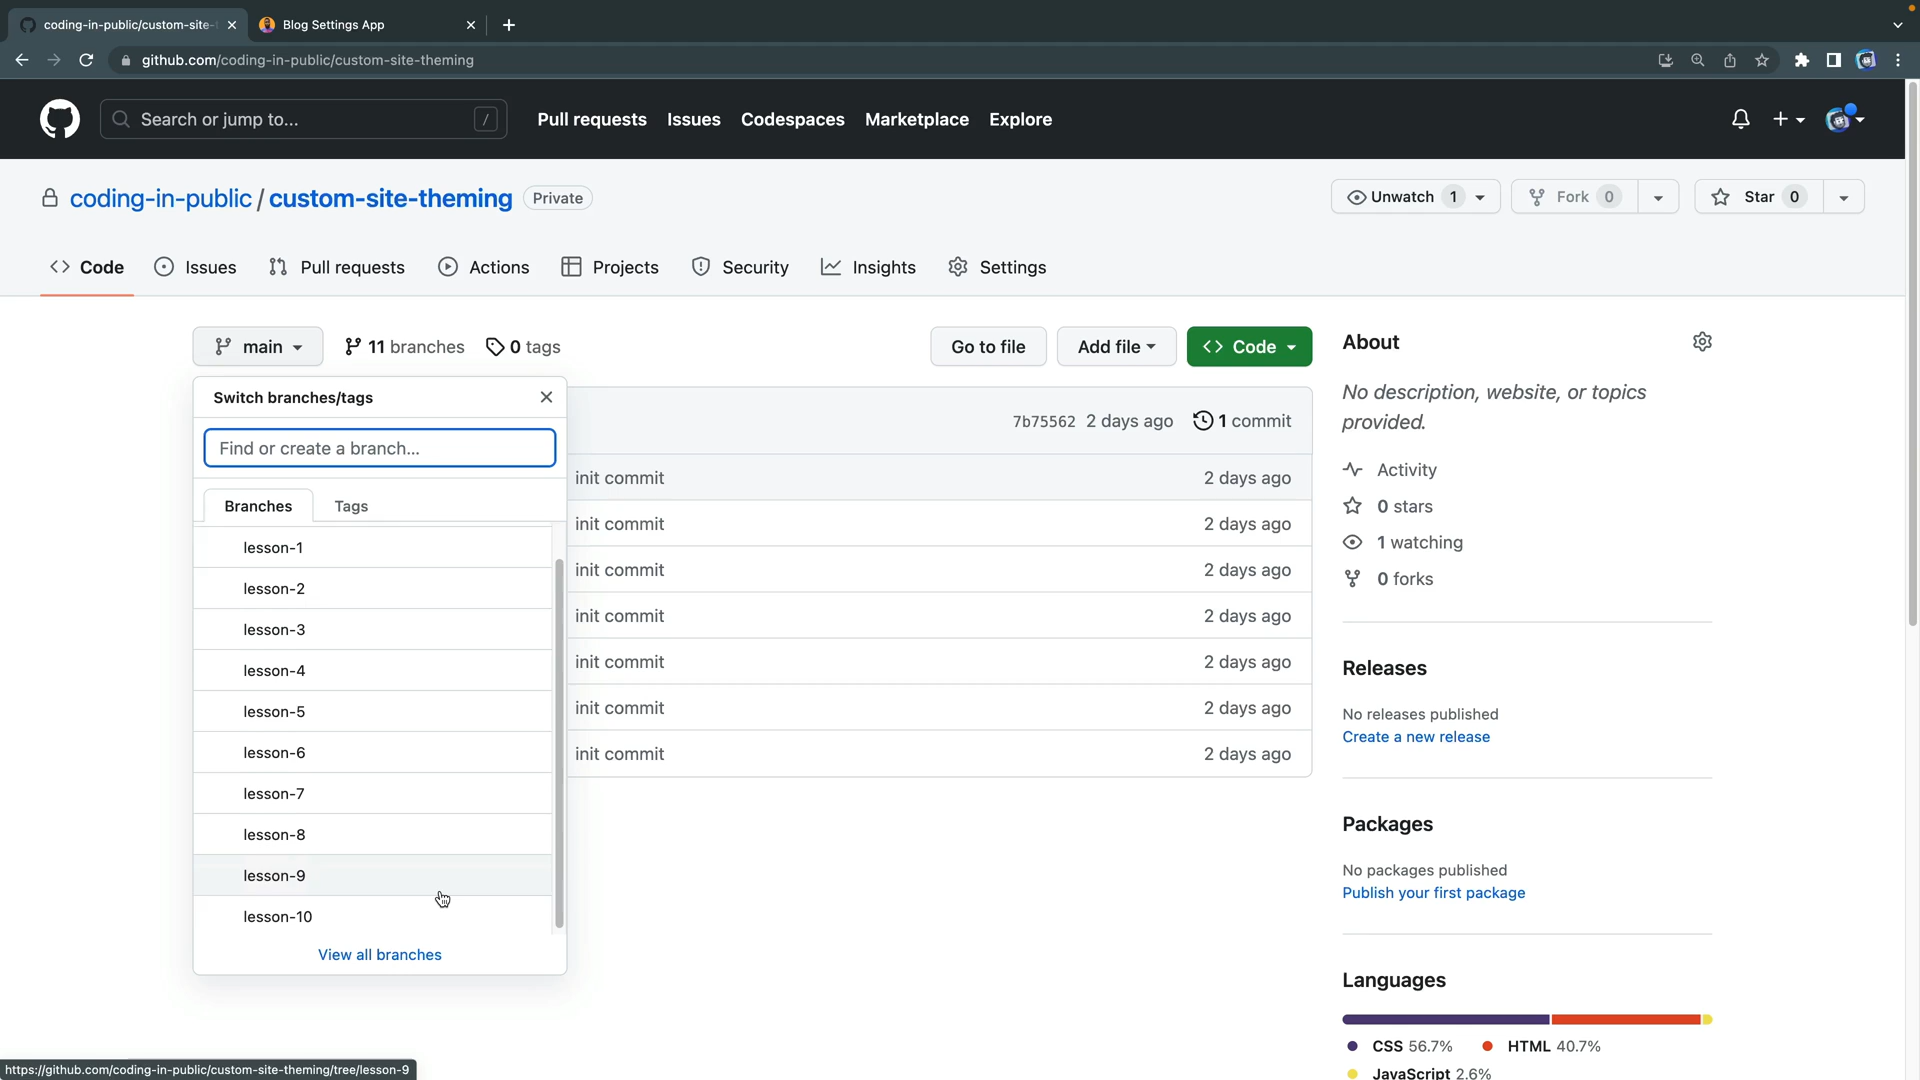 coding-in-public/custom-site-t
Blog Settings App
github.com/coding-in-public/custom-site-theming
Search or jump to...
/
Pull requests
Issues
Codespaces
Marketplace
Explore
coding-in-public / custom-site-theming
Private
Unwatch 1
Fork 0
Star 0
Code
Issues
Pull requests
Actions
Projects
Security
Insights
Settings
main
11 branches
0 tags
Go to file
Add file
Code
Switch branches/tags
Find or create a branch...
Branches
Tags
lesson-1
lesson-2
lesson-3
lesson-4
lesson-5
lesson-6
lesson-7
lesson-8
lesson-9
lesson-10
View all branches
7b75562 2 days ago 1 commit
init commit 2 days ago
init commit 2 days ago
init commit 2 days ago
init commit 2 days ago
init commit 2 days ago
init commit 2 days ago
init commit 2 days ago
About
No description, website, or topics
provided.
Activity
0 stars
1 watching
0 forks
Releases
No releases published
Create a new release
Packages
No packages published
Publish your first package
Languages
CSS 56.7% HTML 40.7%
JavaScript 2.6%
https://github.com/coding-in-public/custom-site-theming/tree/lesson-9